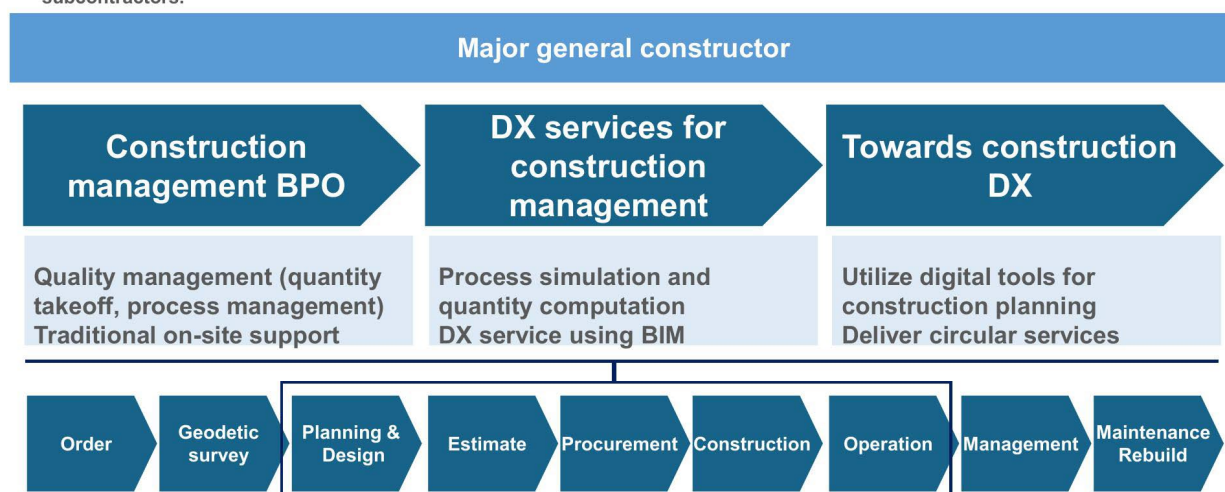 subcontractors.
Major general constructor
Construction
management BPO
DX services for
construction
management
Towards construction
DX
Quality management (quantity
takeoff, process management)
Traditional on-site support
Process simulation and
quantity computation
DX service using BIM
Utilize digital tools for
construction planning
Deliver circular services
Order
Geodetic
survey
Planning &
Design
Estimate
Procurement
Construction
Operation
Management
Maintenance
Rebuild